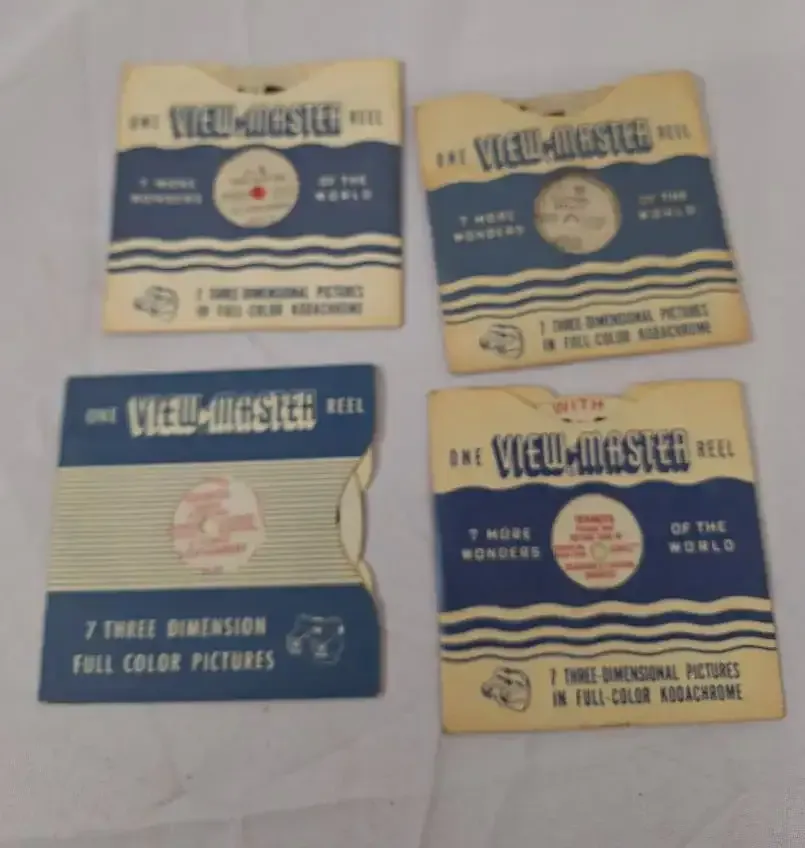 ONE VIEW-MASTER REEL
7 MORE WONDERS OF THE WORLD
7 THREE-DIMENSIONAL PICTURES
IN FULL-COLOR KODACHROME
ONE VIEW-MASTER REEL
7 MORE WONDERS OF THE WORLD
7 THREE-DIMENSIONAL PICTURES
IN FULL-COLOR KODACHROME
ONE VIEW-MASTER REEL
7 THREE DIMENSION
FULL COLOR PICTURES
WITH
ONE VIEW-MASTER REEL
7 MORE WONDERS OF THE WORLD
7 THREE-DIMENSIONAL PICTURES
IN FULL-COLOR KODACHROME